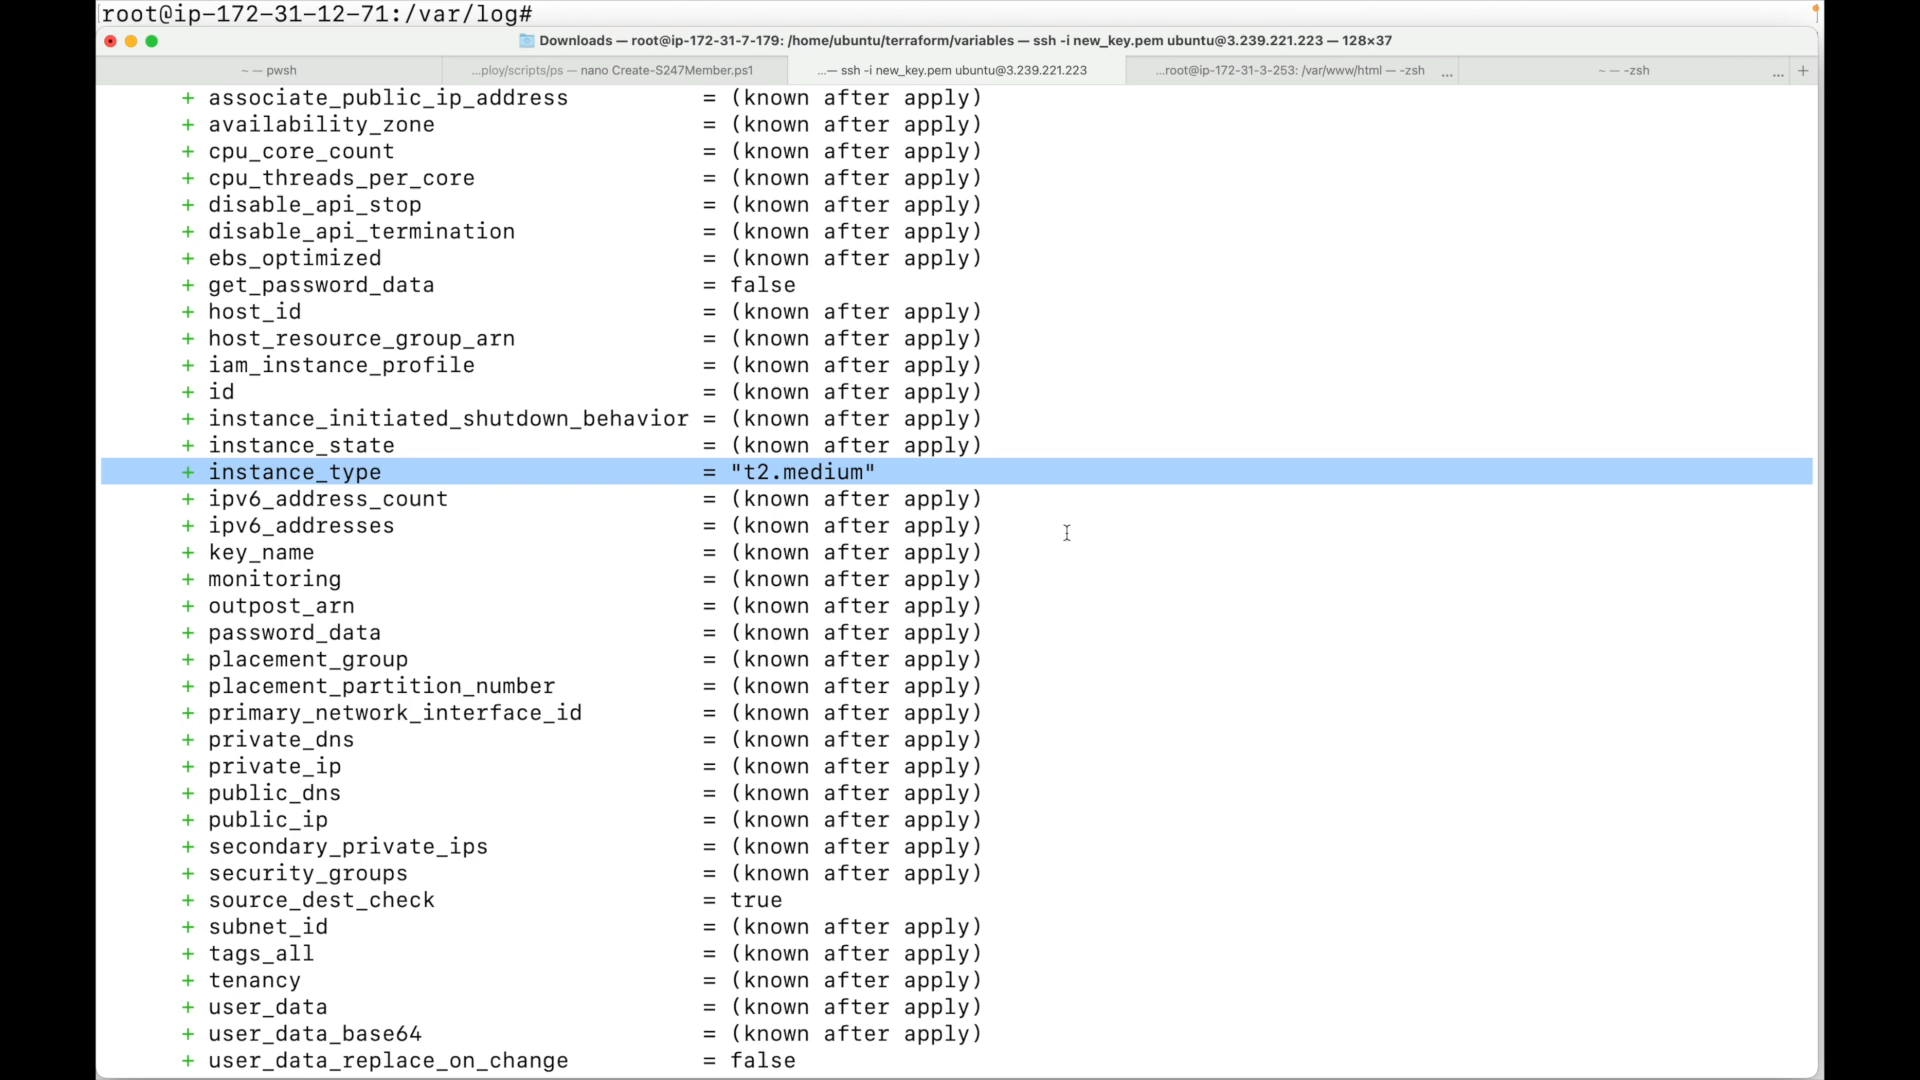 root@ip-172-31-12-71:/var/log#
Downloads — root@ip-172-31-7-179: /home/ubuntu/terraform/variables — ssh -i new_key.pem ubuntu@3.239.221.223 — 128×37
~ — pwsh ...ploy/scripts/ps — nano Create-S247Member.ps1 ...— ssh -i new_key.pem ubuntu@3.239.221.223 ...root@ip-172-31-3-253: /var/www/html — -zsh ... ~ — -zsh ... +
+ associate_public_ip_address = (known after apply)
+ availability_zone = (known after apply)
+ cpu_core_count = (known after apply)
+ cpu_threads_per_core = (known after apply)
+ disable_api_stop = (known after apply)
+ disable_api_termination = (known after apply)
+ ebs_optimized = (known after apply)
+ get_password_data = false
+ host_id = (known after apply)
+ host_resource_group_arn = (known after apply)
+ iam_instance_profile = (known after apply)
+ id = (known after apply)
+ instance_initiated_shutdown_behavior = (known after apply)
+ instance_state = (known after apply)
+ instance_type = "t2.medium"
+ ipv6_address_count = (known after apply)
+ ipv6_addresses = (known after apply)
+ key_name = (known after apply)
+ monitoring = (known after apply)
+ outpost_arn = (known after apply)
+ password_data = (known after apply)
+ placement_group = (known after apply)
+ placement_partition_number = (known after apply)
+ primary_network_interface_id = (known after apply)
+ private_dns = (known after apply)
+ private_ip = (known after apply)
+ public_dns = (known after apply)
+ public_ip = (known after apply)
+ secondary_private_ips = (known after apply)
+ security_groups = (known after apply)
+ source_dest_check = true
+ subnet_id = (known after apply)
+ tags_all = (known after apply)
+ tenancy = (known after apply)
+ user_data = (known after apply)
+ user_data_base64 = (known after apply)
+ user_data_replace_on_change = false